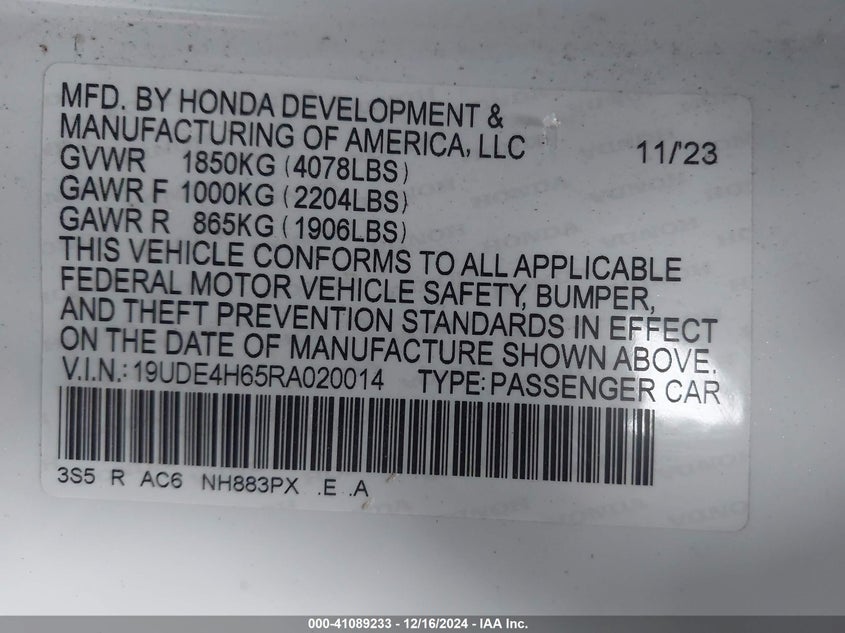 MFD. BY HONDA DEVELOPMENT &
MANUFACTURING OF AMERICA, LLC 11/'23
GVWR 1850KG (4078LBS)
GAWR F 1000KG (2204LBS)
GAWR R 865KG (1906LBS)
THIS VEHICLE CONFORMS TO ALL APPLICABLE
FEDERAL MOTOR VEHICLE SAFETY, BUMPER,
AND THEFT PREVENTION STANDARDS IN EFFECT
ON THE DATE OF MANUFACTURE SHOWN ABOVE.
V.I.N.: 19UDE4H65RA020014 TYPE: PASSENGER CAR
3S5 R AC6 NH883PX .E .A
000-41089233 - 12/16/2024 - IAA Inc.